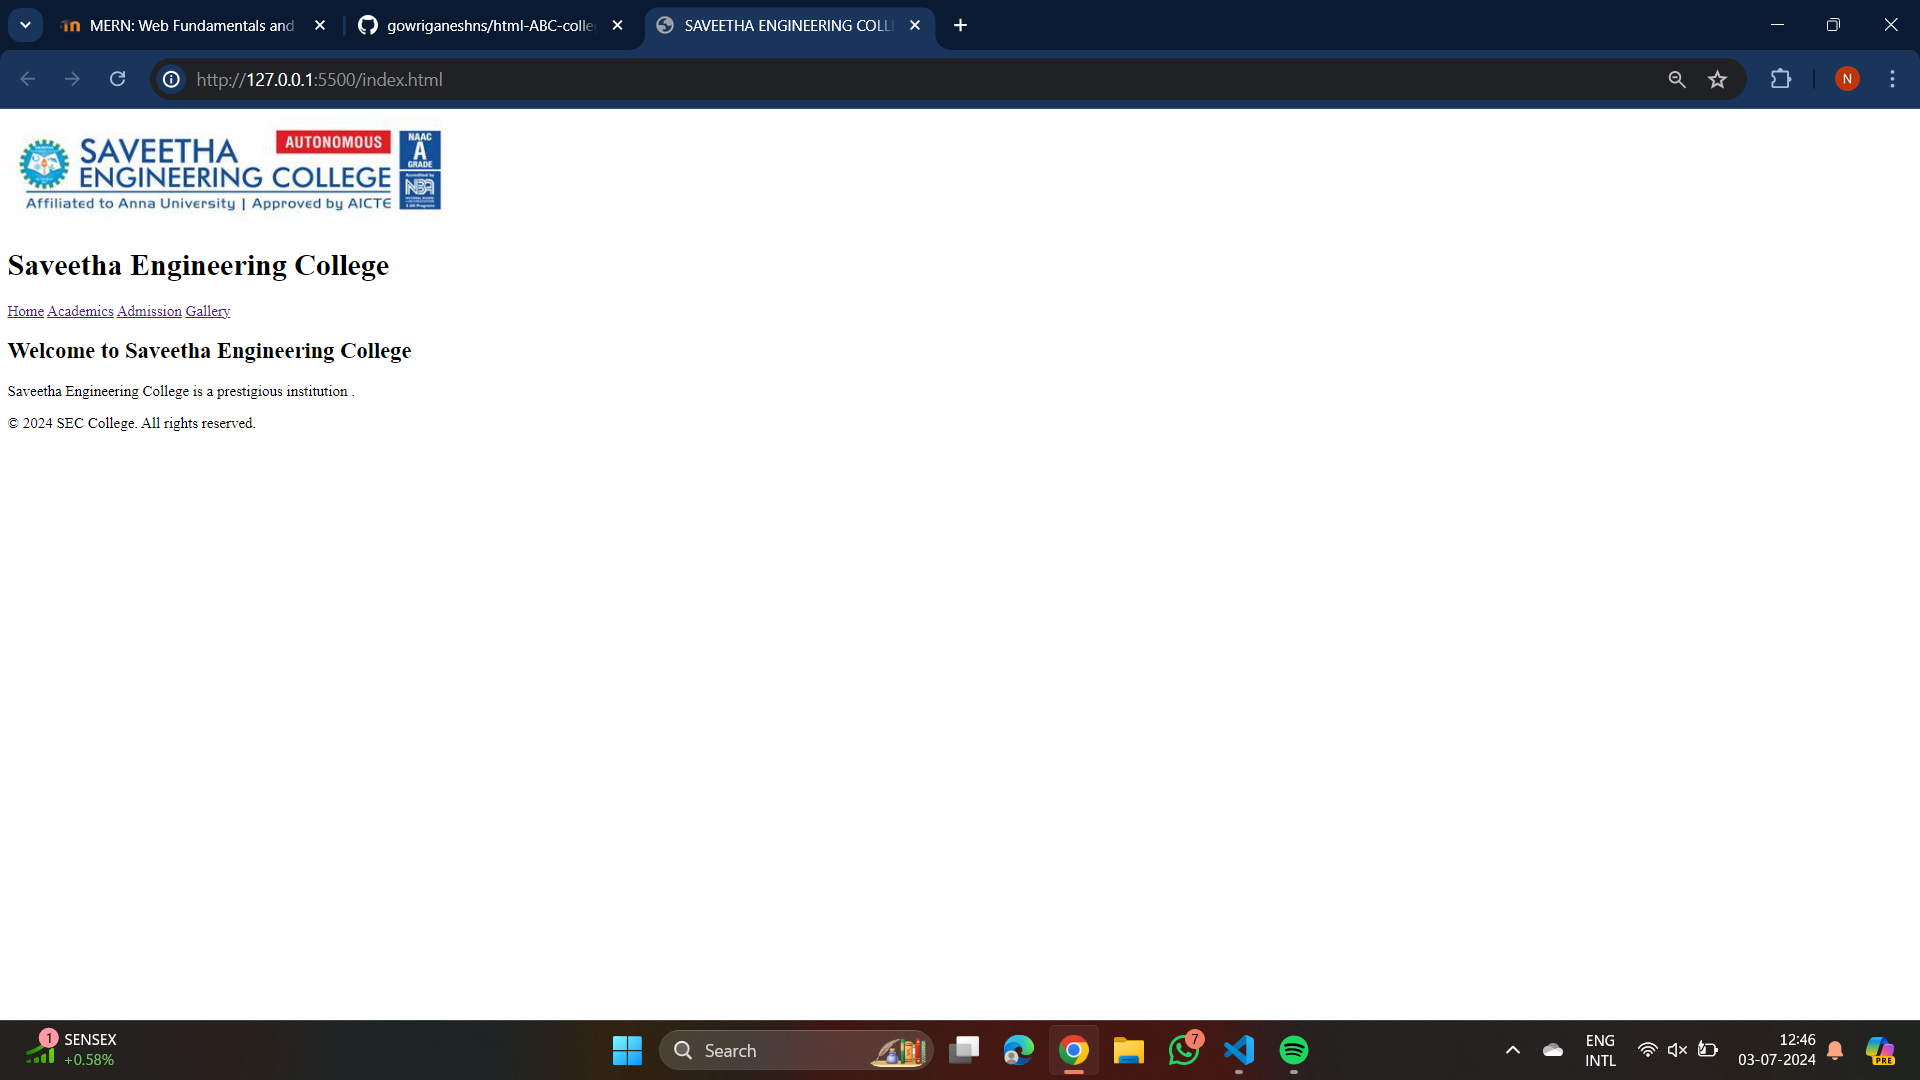 MERN: Web Fundamentals and
gowriganeshns/html-ABC-colle
SAVEETHA ENGINEERING COLL
http://127.0.0.1:5500/index.html
N
AUTONOMOUS
SAVEETHA
ENGINEERING COLLEGE
Affiliated to Anna University | Approved by AICTE
NAAC
A
GRADE
Accredited by
NBA
Saveetha Engineering College
Home Academics Admission Gallery
Welcome to Saveetha Engineering College
Saveetha Engineering College is a prestigious institution .
© 2024 SEC College. All rights reserved.
1
SENSEX
+0.58%
Search
7
ENG
INTL
12:46
03-07-2024
PRE